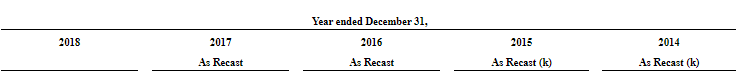 Year ended December 31,
2018 2017 2016 2015 2014
As Recast As Recast As Recast (k) As Recast (k)